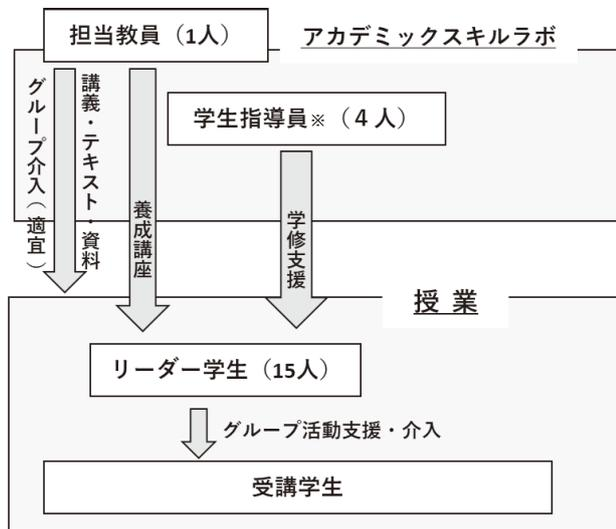 担当教員（1人）
アカデミックスキルラボ
学生指導員※（４人）
グループ介入（適宜）
講義・テキスト・資料
養成講座
学修支援
授 業
リーダー学生（15人）
グループ活動支援・介入
受講学生